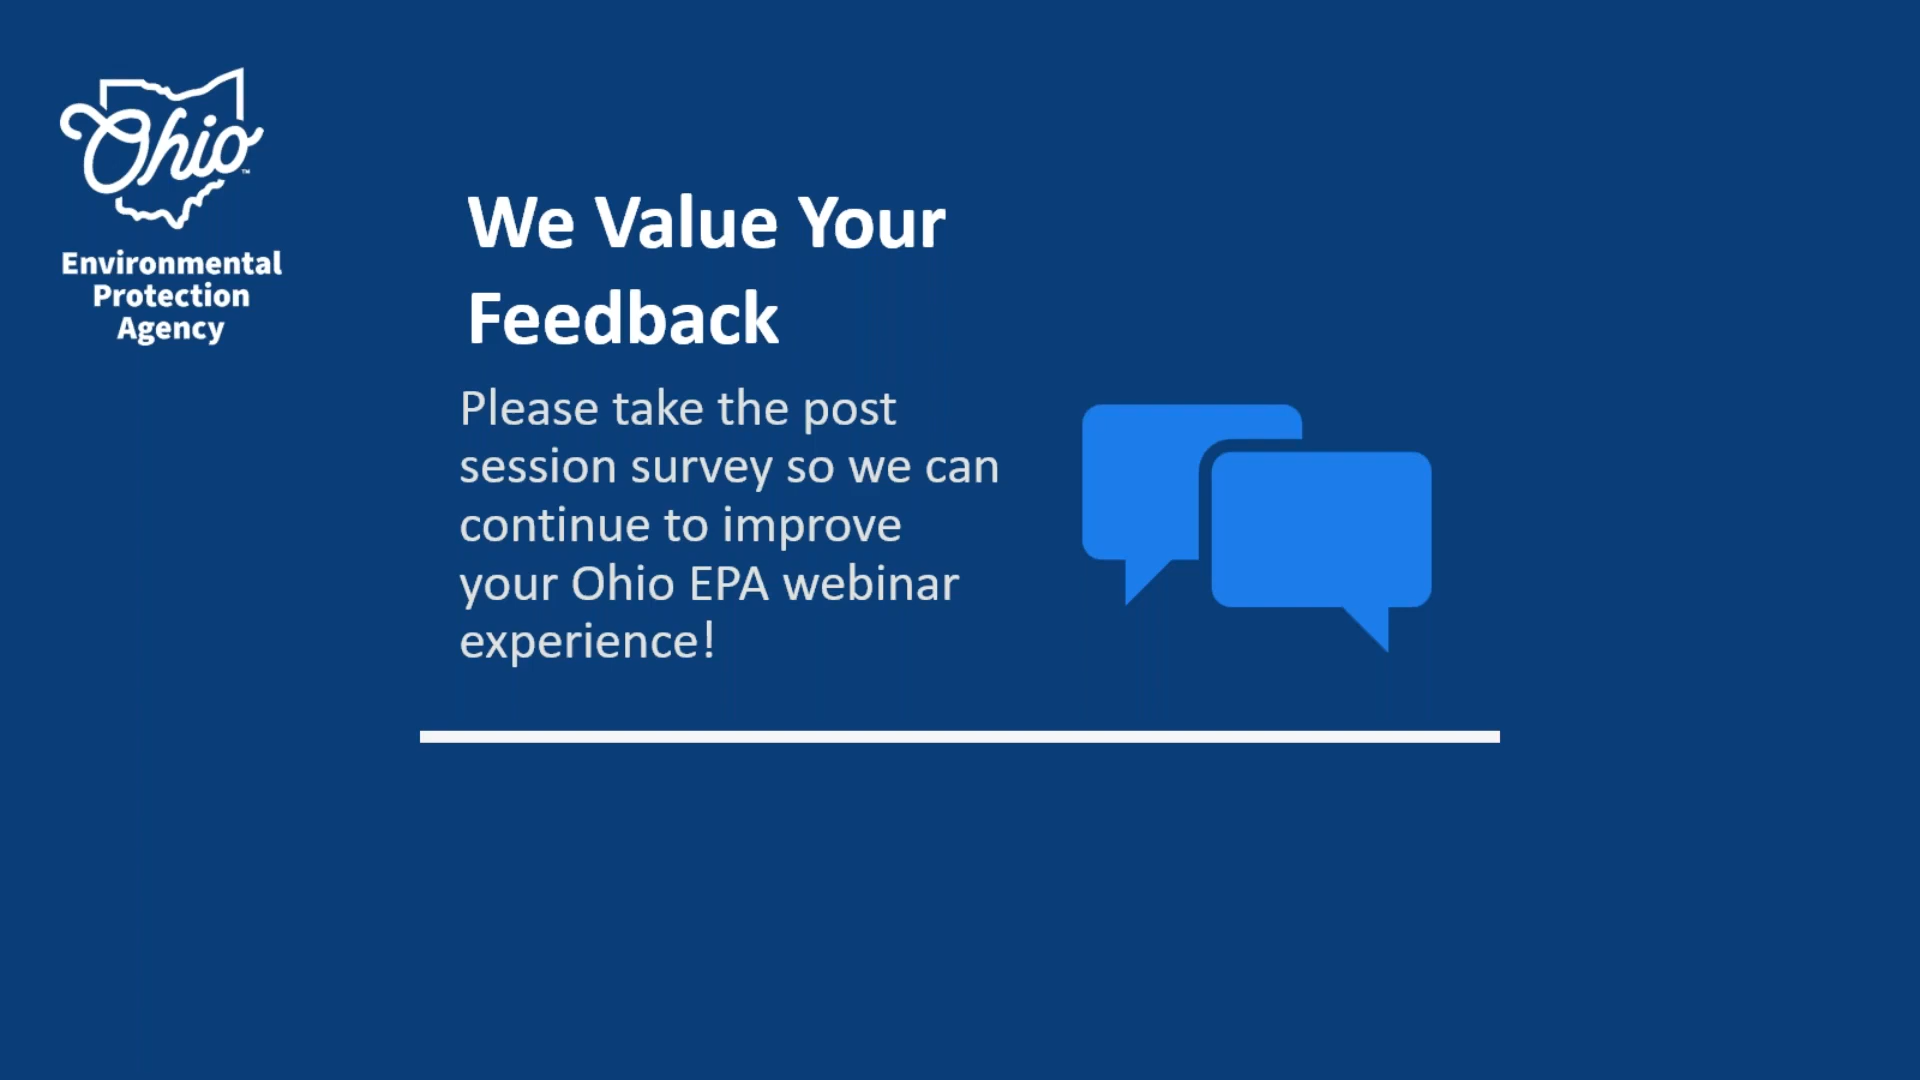 Ohio™
Environmental
Protection
Agency
We Value Your
Feedback
Please take the post
session survey so we can
continue to improve
your Ohio EPA webinar
experience!